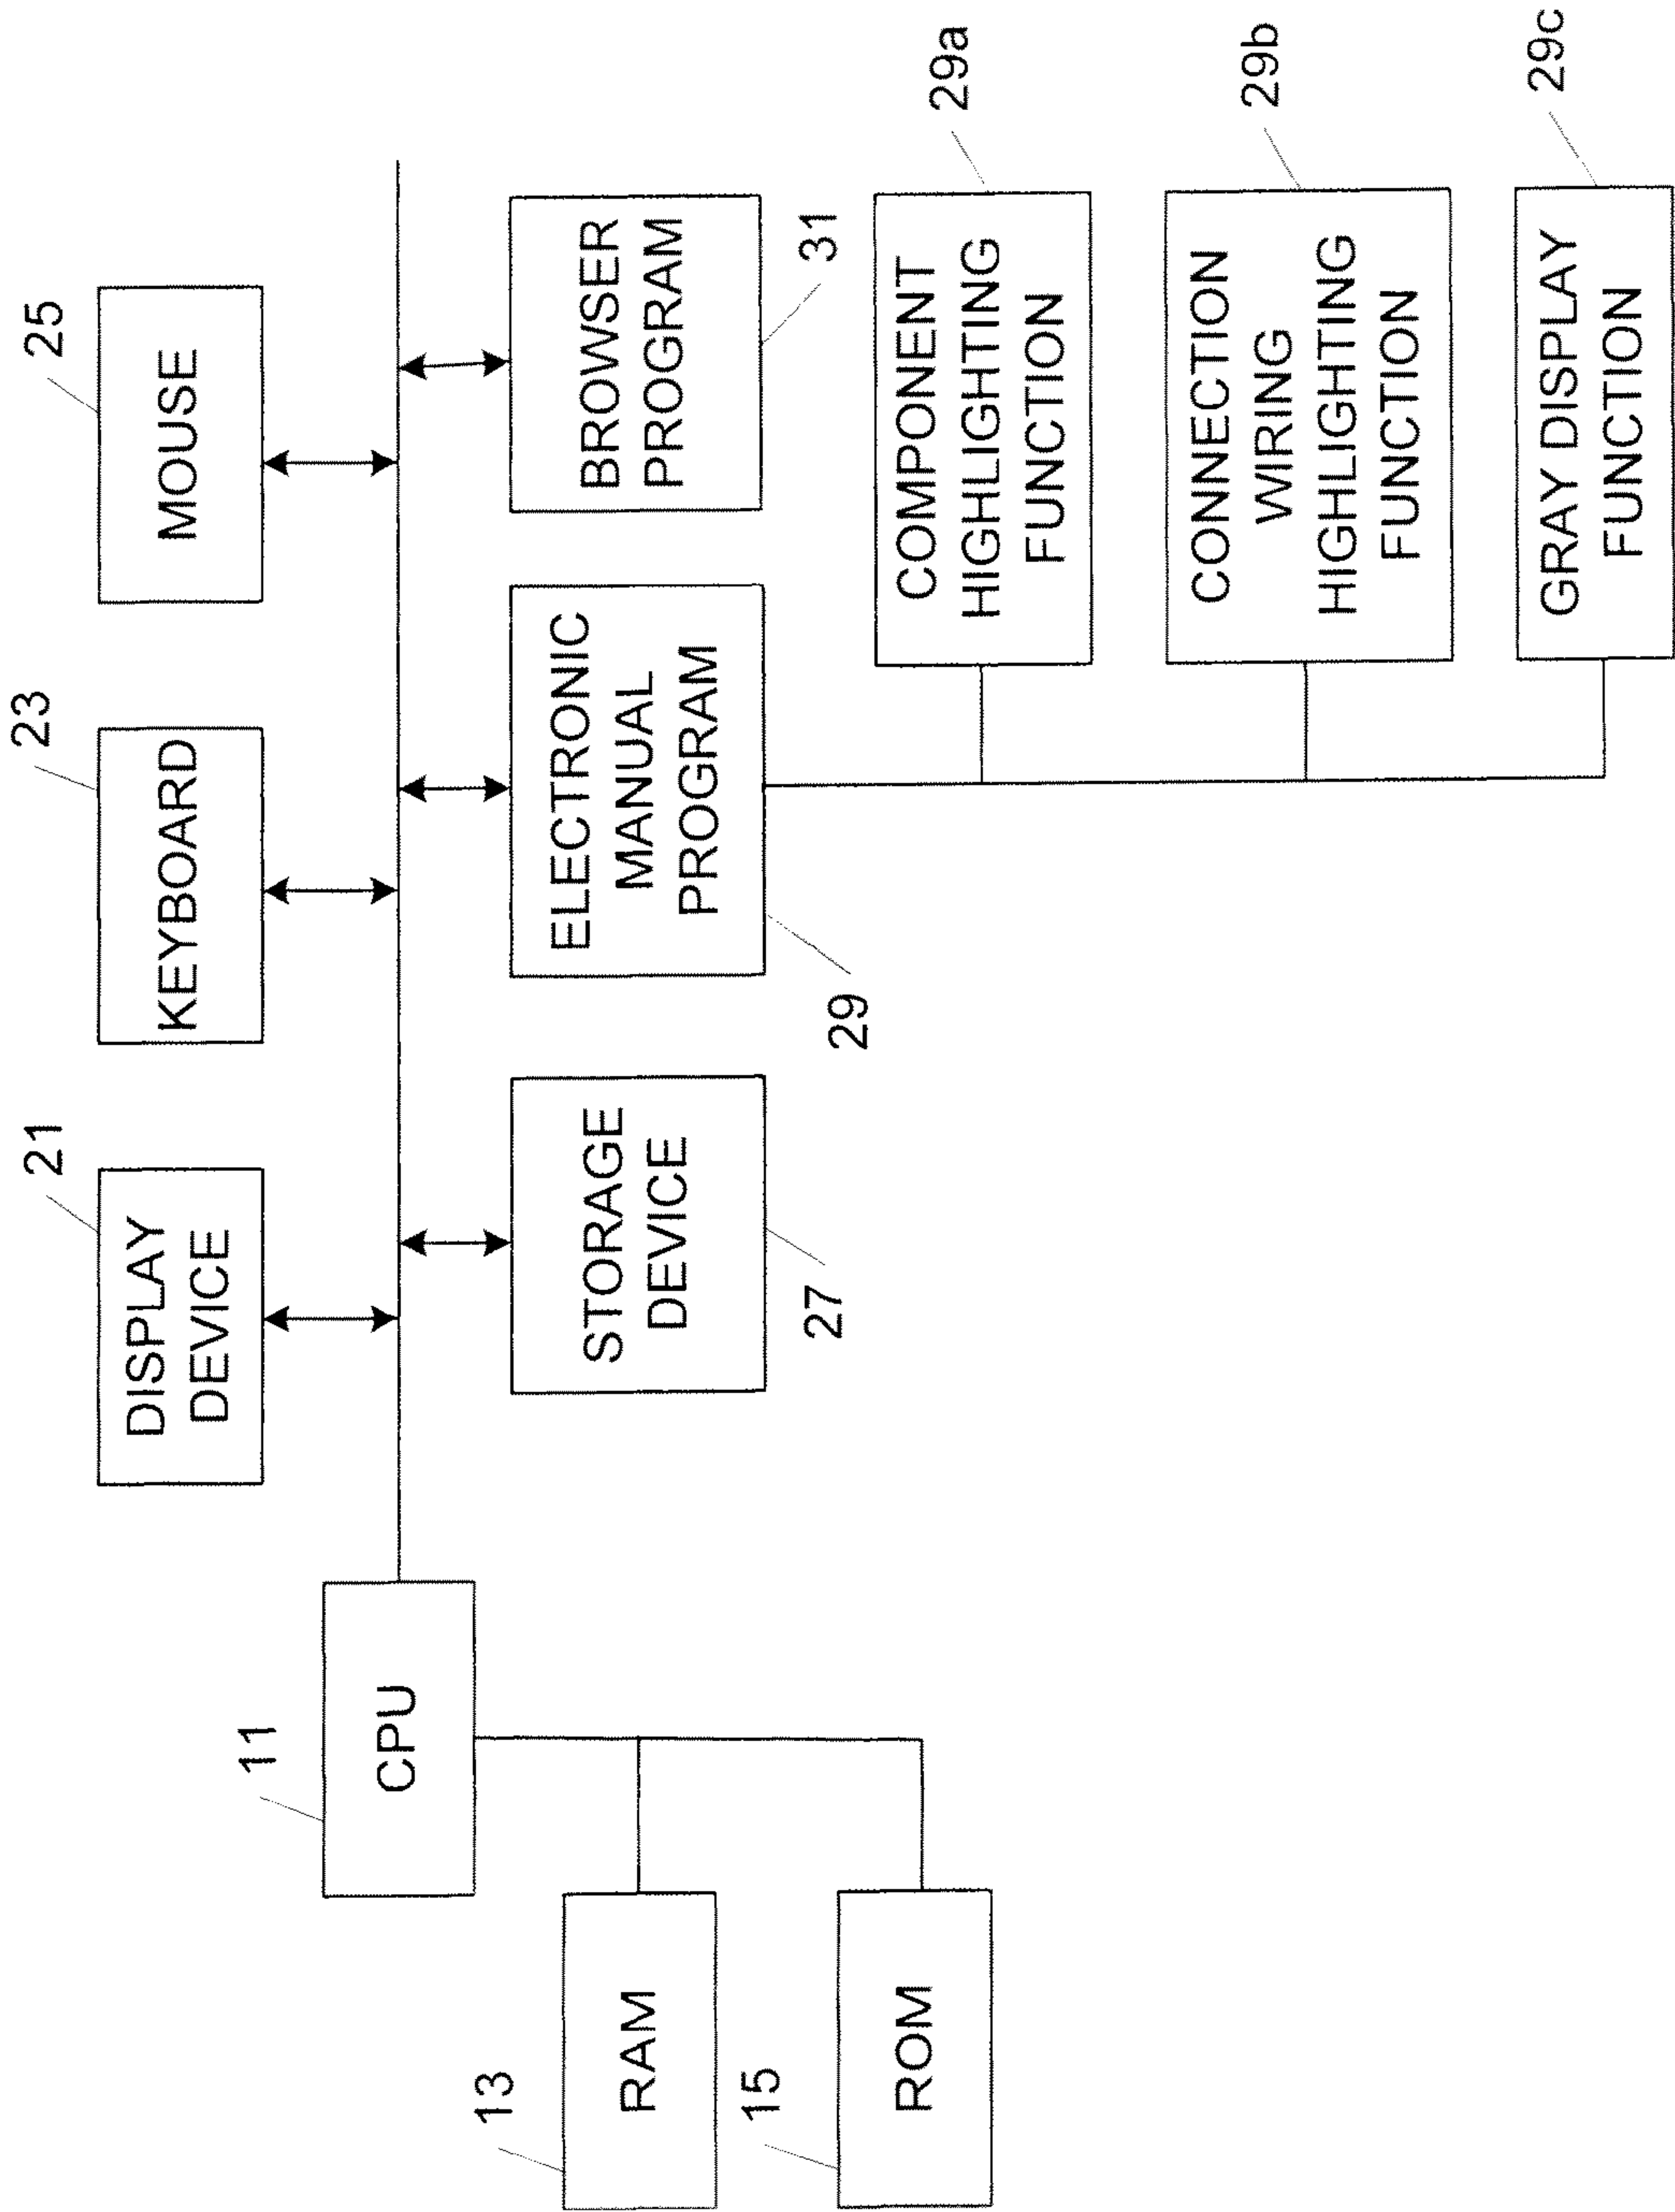 21
DISPLAY
DEVICE
23
KEYBOARD
25
MOUSE
11
CPU
13
RAM
15
ROM
STORAGE
DEVICE
27
ELECTRONIC
MANUAL
PROGRAM
29
BROWSER
PROGRAM
31
COMPONENT
HIGHLIGHTING
FUNCTION
29a
CONNECTION
WIRING
HIGHLIGHTING
FUNCTION
29b
GRAY DISPLAY
FUNCTION
29c